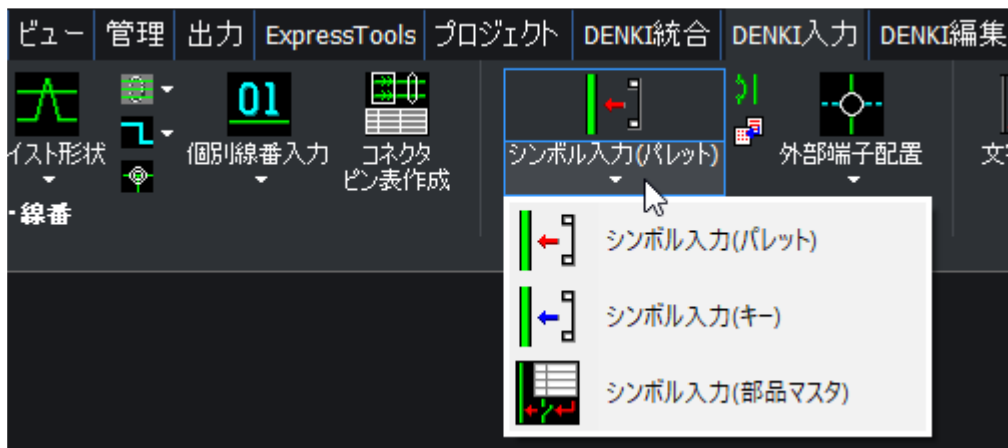 ビュー 管理 出力 ExpressTools プロジェクト DENKI統合 DENKI入力 DENKI編集
01
イスト形状 個別線番入力 コネクタ シンボル入力(パレット) 外部端子配置 文
ピン表作成
・線番
シンボル入力(パレット)
シンボル入力(キー)
シンボル入力(部品マスタ)